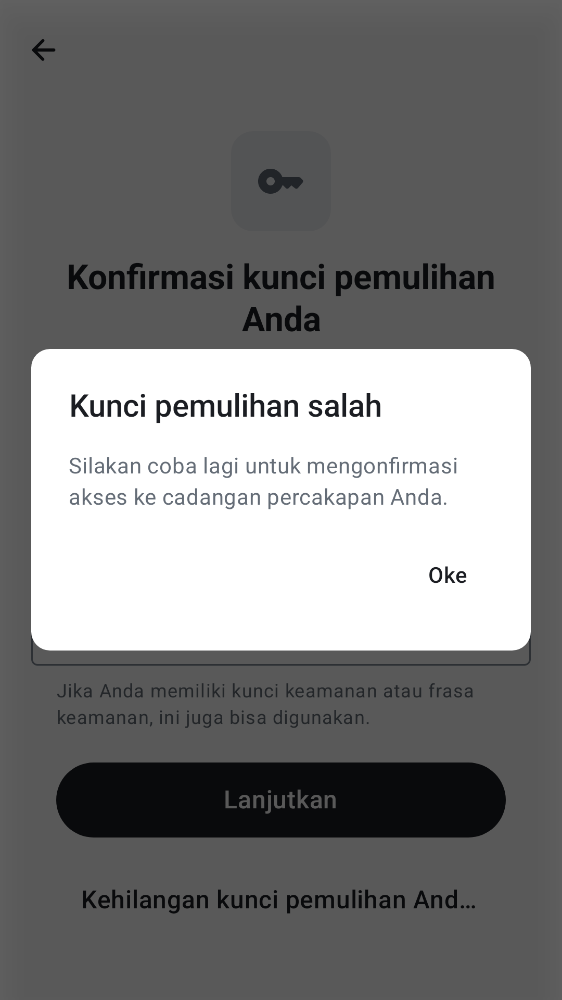 Konfirmasi kunci pemulihan
Anda
Kunci pemulihan salah
Silakan coba lagi untuk mengonfirmasi
akses ke cadangan percakapan Anda.
Oke
Jika Anda memiliki kunci keamanan atau frasa
keamanan, ini juga bisa digunakan.
Lanjutkan
Kehilangan kunci pemulihan And...